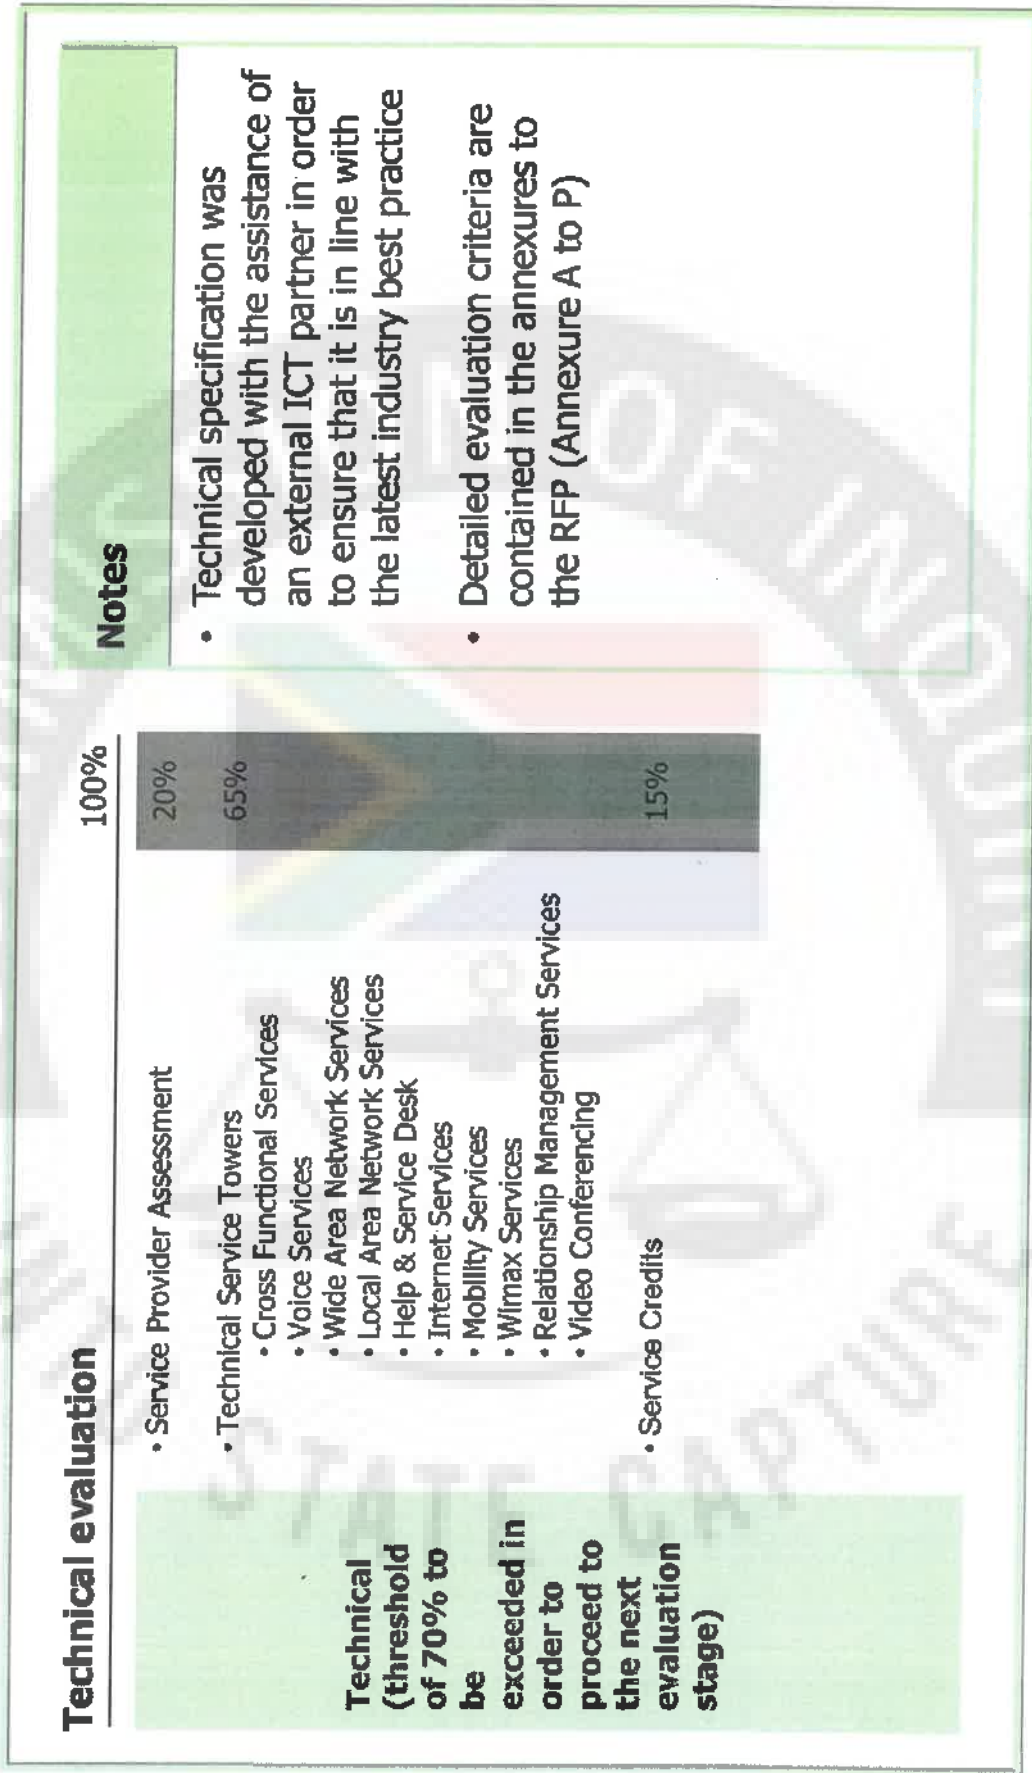 Technical evaluation
100%
Technical
(threshold
of 70% to
be
exceeded in
order to
proceed to
the next
evaluation
stage)
• Service Provider Assessment
20%
• Technical Service Towers
65%
• Cross Functional Services
• Voice Services
• Wide Area Network Services
• Local Area Network Services
• Help & Service Desk
• Internet Services
• Mobility Services
• Wimax Services
• Relationship Management Services
• Video Conferencing
• Service Credits
15%
Notes
• Technical specification was
developed with the assistance of
an external ICT partner in order
to ensure that it is in line with
the latest industry best practice
• Detailed evaluation criteria are
contained in the annexures to
the RFP (Annexure A to P)
OF INQUI
STATE CAPTURE